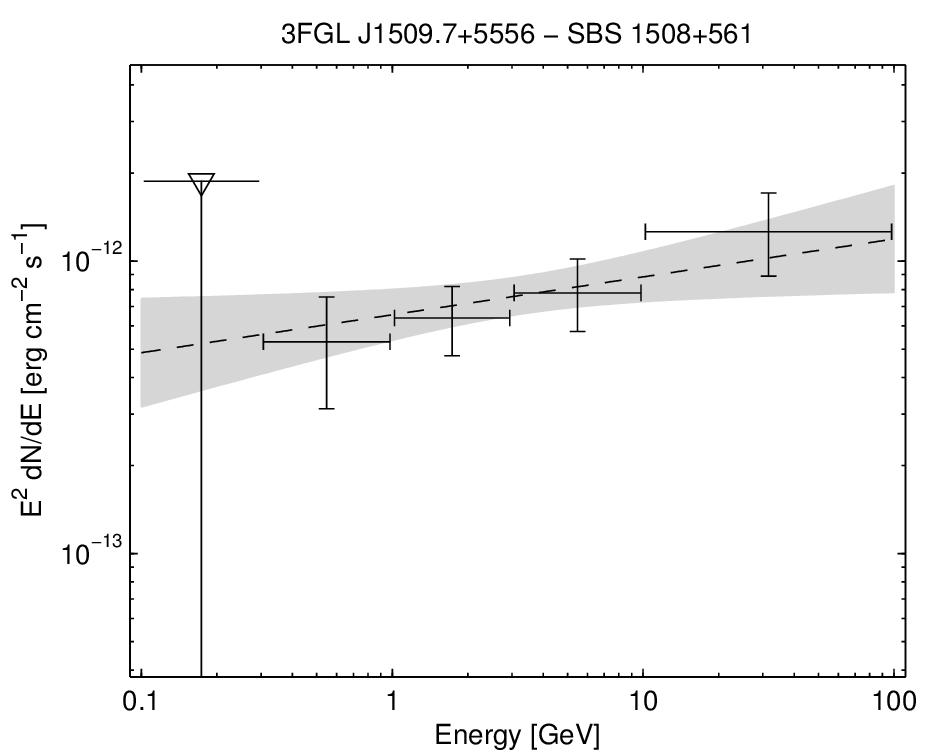 3FGL J1509.7+5556 − SBS 1508+561
E² dN/dE [erg cm⁻² s⁻¹]
10⁻¹²
10⁻¹³
0.1 1 10 100
Energy [GeV]